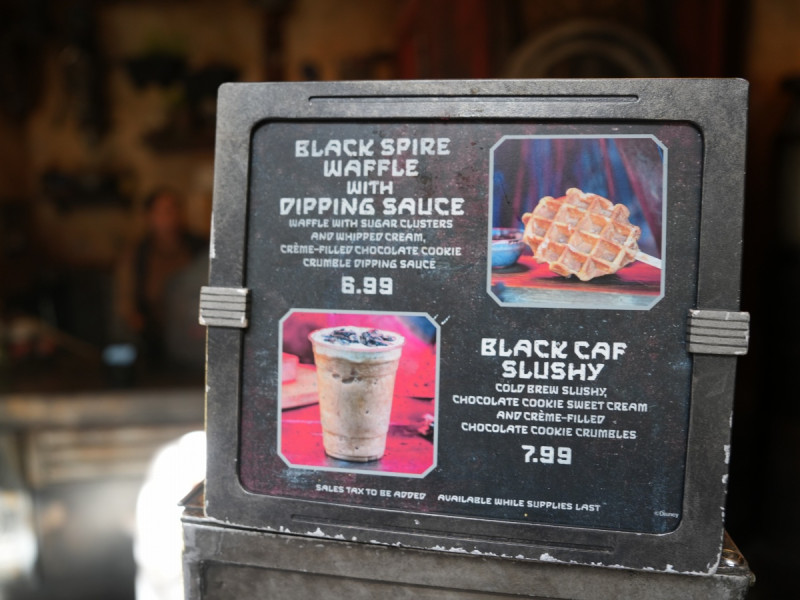 BLACK SPIRE
WAFFLE
WITH
DIPPING SAUCE
WAFFLE WITH SUGAR CLUSTERS
AND WHIPPED CREAM,
CRÈME-FILLED CHOCOLATE COOKIE
CRUMBLE DIPPING SAUCE
6.99
BLACK CAF
SLUSHY
COLD BREW SLUSHY,
CHOCOLATE COOKIE SWEET CREAM
AND CRÈME-FILLED
CHOCOLATE COOKIE CRUMBLES
7.99
SALES TAX TO BE ADDED AVAILABLE WHILE SUPPLIES LAST
©Disney